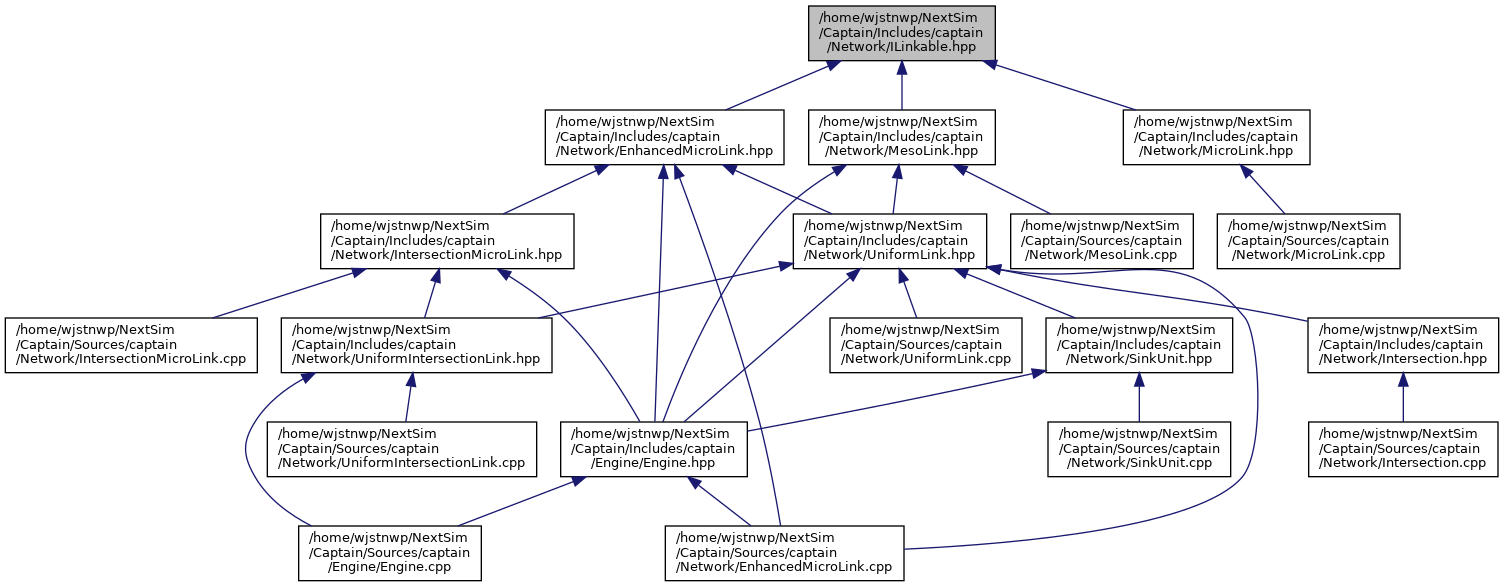 /home/wjstnwp/NextSim
/Captain/Includes/captain
/Network/ILinkable.hpp
/home/wjstnwp/NextSim
/Captain/Includes/captain
/Network/EnhancedMicroLink.hpp
/home/wjstnwp/NextSim
/Captain/Includes/captain
/Network/MesoLink.hpp
/home/wjstnwp/NextSim
/Captain/Includes/captain
/Network/MicroLink.hpp
/home/wjstnwp/NextSim
/Captain/Includes/captain
/Network/IntersectionMicroLink.hpp
/home/wjstnwp/NextSim
/Captain/Includes/captain
/Network/UniformLink.hpp
/home/wjstnwp/NextSim
/Captain/Sources/captain
/Network/MesoLink.cpp
/home/wjstnwp/NextSim
/Captain/Sources/captain
/Network/MicroLink.cpp
/home/wjstnwp/NextSim
/Captain/Sources/captain
/Network/IntersectionMicroLink.cpp
/home/wjstnwp/NextSim
/Captain/Includes/captain
/Network/UniformIntersectionLink.hpp
/home/wjstnwp/NextSim
/Captain/Sources/captain
/Network/UniformLink.cpp
/home/wjstnwp/NextSim
/Captain/Includes/captain
/Network/SinkUnit.hpp
/home/wjstnwp/NextSim
/Captain/Includes/captain
/Network/Intersection.hpp
/home/wjstnwp/NextSim
/Captain/Sources/captain
/Network/UniformIntersectionLink.cpp
/home/wjstnwp/NextSim
/Captain/Includes/captain
/Engine/Engine.hpp
/home/wjstnwp/NextSim
/Captain/Sources/captain
/Network/SinkUnit.cpp
/home/wjstnwp/NextSim
/Captain/Sources/captain
/Network/Intersection.cpp
/home/wjstnwp/NextSim
/Captain/Sources/captain
/Engine/Engine.cpp
/home/wjstnwp/NextSim
/Captain/Sources/captain
/Network/EnhancedMicroLink.cpp